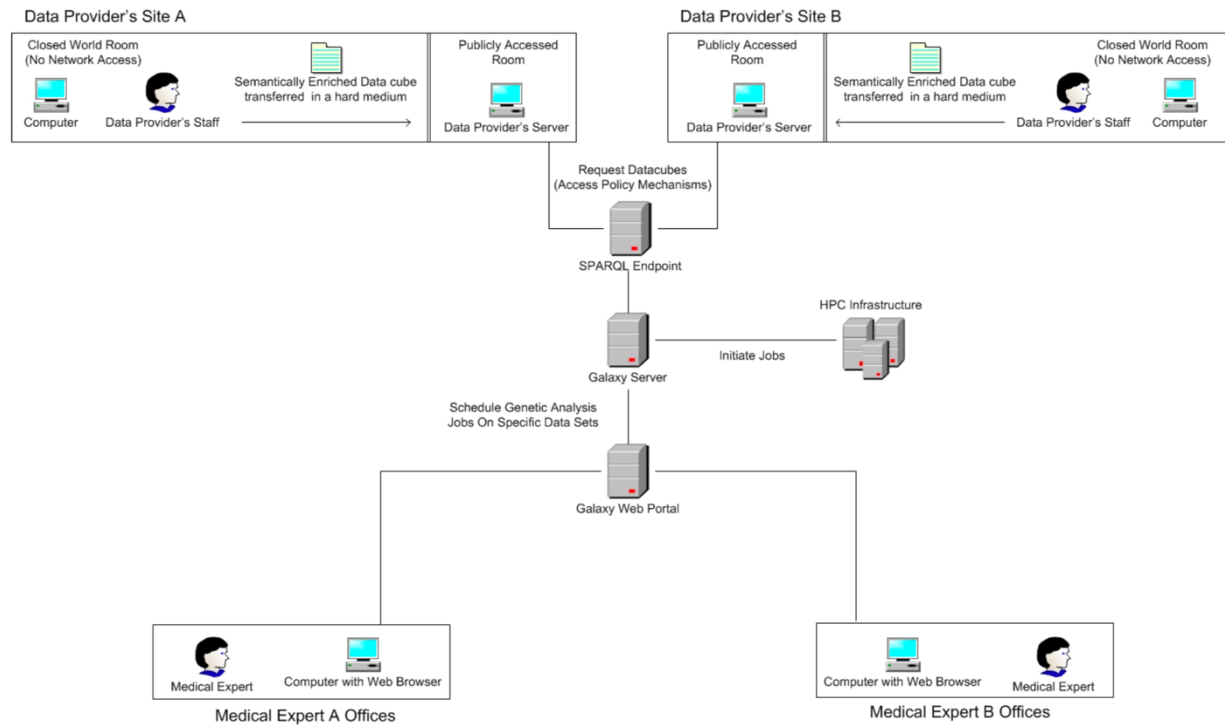 Data Provider's Site A
Closed World Room
(No Network Access)
Computer
Data Provider's Staff
Semantically Enriched Data cube
transferred in a hard medium
Publicly Accessed
Room
Data Provider's Server
Data Provider's Site B
Publicly Accessed
Room
Data Provider's Server
Semantically Enriched Data cube
transferred in a hard medium
Data Provider's Staff
Closed World Room
(No Network Access)
Computer
Request Datacubes
(Access Policy Mechanisms)
SPARQL Endpoint
HPC Infrastructure
Initiate Jobs
Galaxy Server
Schedule Genetic Analysis
Jobs On Specific Data Sets
Galaxy Web Portal
Medical Expert
Computer with Web Browser
Medical Expert A Offices
Computer with Web Browser
Medical Expert
Medical Expert B Offices